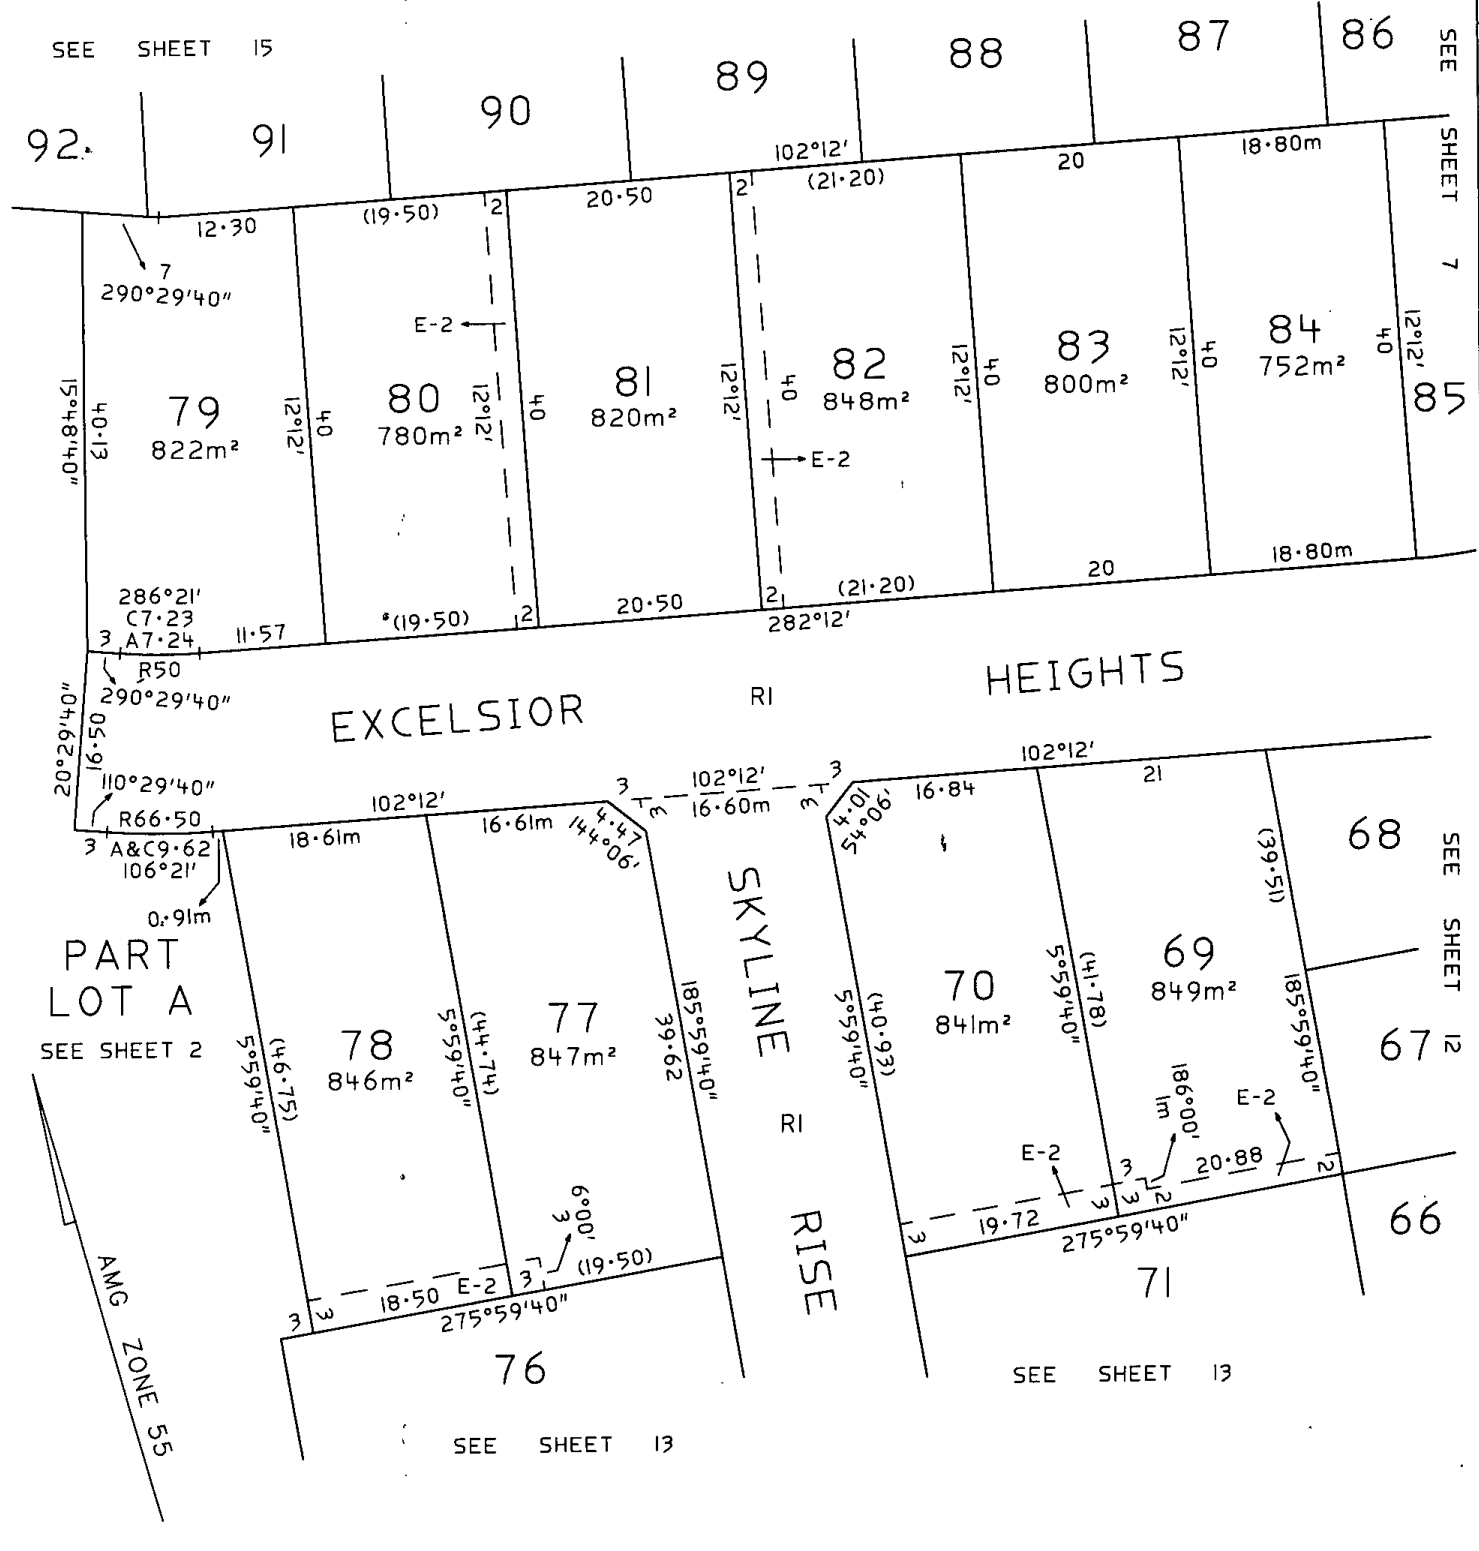 SEE SHEET 15
92
91
90
89
88
87
86
SEE SHEET 7
102°12'
12·30
(19·50)
2
20·50
2
(21·20)
20
18·80m
7
290°29'40"
E-2
15°48'40"
40·13
79
822m²
12°12'
40
80
780m²
12°12'
40
81
820m²
12°12'
40
82
848m²
E-2
12°12'
40
83
800m²
12°12'
40
84
752m²
40
12°12'
85
286°21'
C7·23
3
A7·24
11·57
(19·50)
2
20·50
2
(21·20)
20
18·80m
282°12'
R50
290°29'40"
20°29'40"
16·50
EXCELSIOR
R1
HEIGHTS
110°29'40"
R66·50
3
A&C9·62
106°21'
0·91m
102°12'
18·61m
16·61m
4·47
144°06'
3
3
102°12'
16·60m
3
3
4·01
54°06'
102°12'
16·84
21
68
SEE SHEET 12
(39·51)
PART
LOT A
SEE SHEET 2
5°59'40"
(46·75)
78
846m²
5°59'40"
(44·74)
77
847m²
39·62
185°59'40"
SKYLINE
R1
RISE
5°59'40"
(40·93)
70
841m²
5°59'40"
(41·78)
69
849m²
185°59'40"
67
186°00'
1m
E-2
E-2
3
20·88
2
3
19·72
3
3
2
275°59'40"
66
71
6°00'
3
3
3
18·50
E-2
3
(19·50)
275°59'40"
76
AMG ZONE 55
SEE SHEET 13
SEE SHEET 13